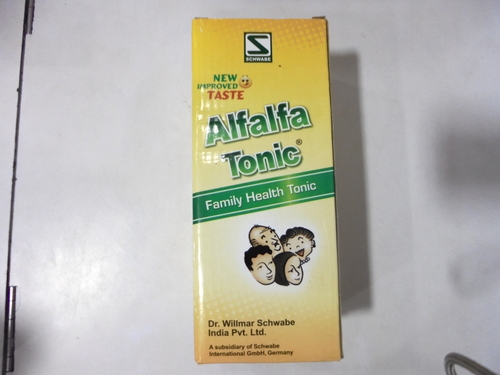 SCHWABE
NEW
IMPROVED
TASTE
Alfalfa
Tonic®
Family Health Tonic
Dr. Willmar Schwabe
India Pvt. Ltd.
A subsidiary of Schwabe
International GmbH, Germany